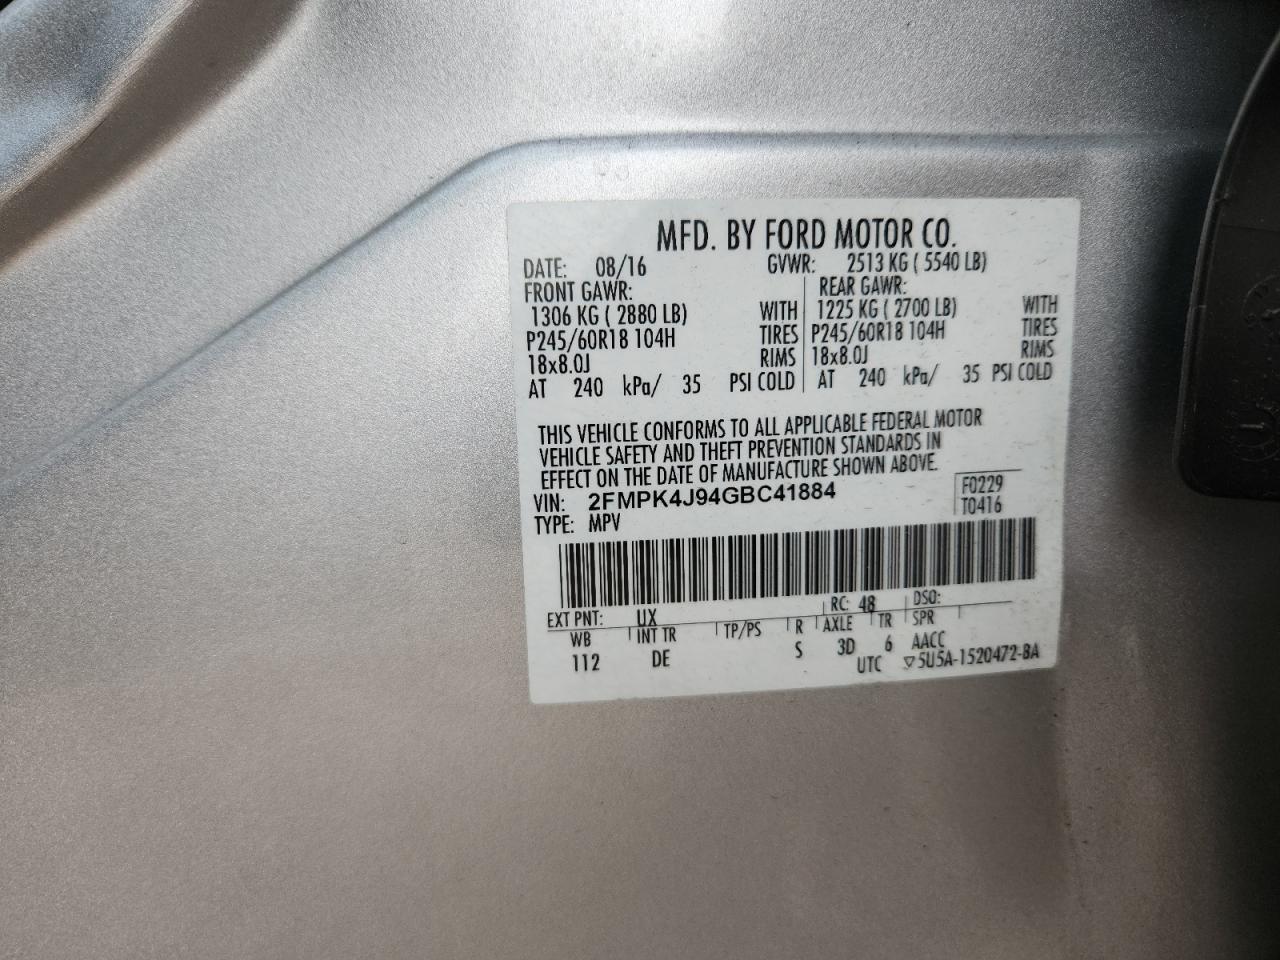 MFD. BY FORD MOTOR CO.
DATE: 08/16 GVWR: 2513 KG ( 5540 LB)
FRONT GAWR: REAR GAWR:
1306 KG ( 2880 LB) WITH 1225 KG ( 2700 LB) WITH
P245/60R18 104H TIRES P245/60R18 104H TIRES
18x8.0J RIMS 18x8.0J RIMS
AT 240 kPa/ 35 PSI COLD AT 240 kPa/ 35 PSI COLD
THIS VEHICLE CONFORMS TO ALL APPLICABLE FEDERAL MOTOR
VEHICLE SAFETY AND THEFT PREVENTION STANDARDS IN
EFFECT ON THE DATE OF MANUFACTURE SHOWN ABOVE.
VIN: 2FMPK4J94GBC41884 F0229
TYPE: MPV T0416
EXT PNT: UX RC: 48 DSO:
WB INT TR TP/PS R AXLE TR SPR
112 DE S 3D 6 AACC
UTC ▽5U5A-1520472-BA